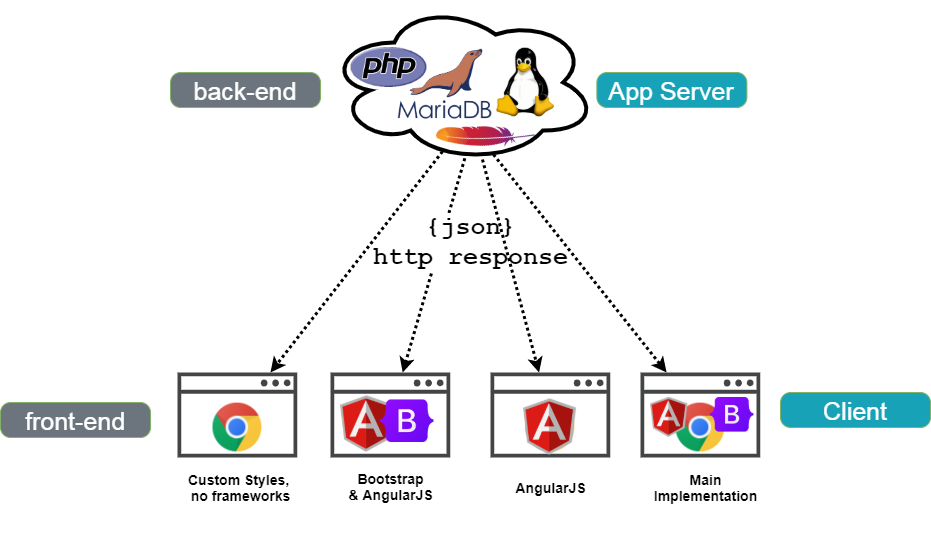 php
back-end
App Server
MariaDB
{json}
http response
front-end
Client
A
B
A
A
B
Custom Styles,
no frameworks
Bootstrap
& AngularJS
AngularJS
Main
Implementation